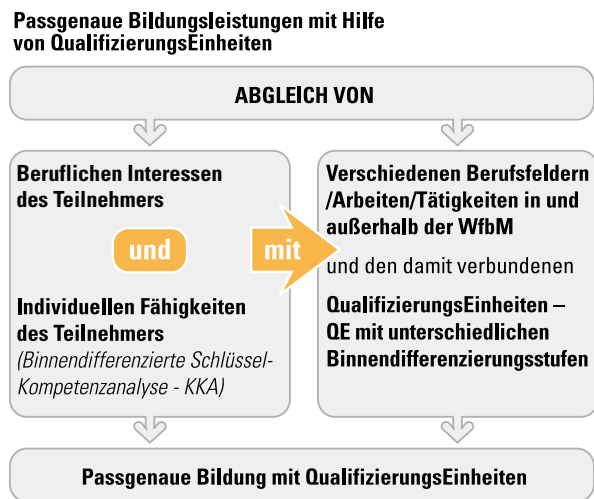 Passgenaue Bildungsleistungen mit Hilfe
von QualifizierungsEinheiten
ABGLEICH VON
Beruflichen Interessen
des Teilnehmers
und
Individuellen Fähigkeiten
des Teilnehmers
(Binnendifferenzierte Schlüssel-
Kompetenzanalyse - KKA)
mit
Verschiedenen Berufsfeldern
/Arbeiten/Tätigkeiten in und
außerhalb der WfbM
und den damit verbundenen
QualifizierungsEinheiten –
QE mit unterschiedlichen
Binnendifferenzierungsstufen
Passgenaue Bildung mit QualifizierungsEinheiten